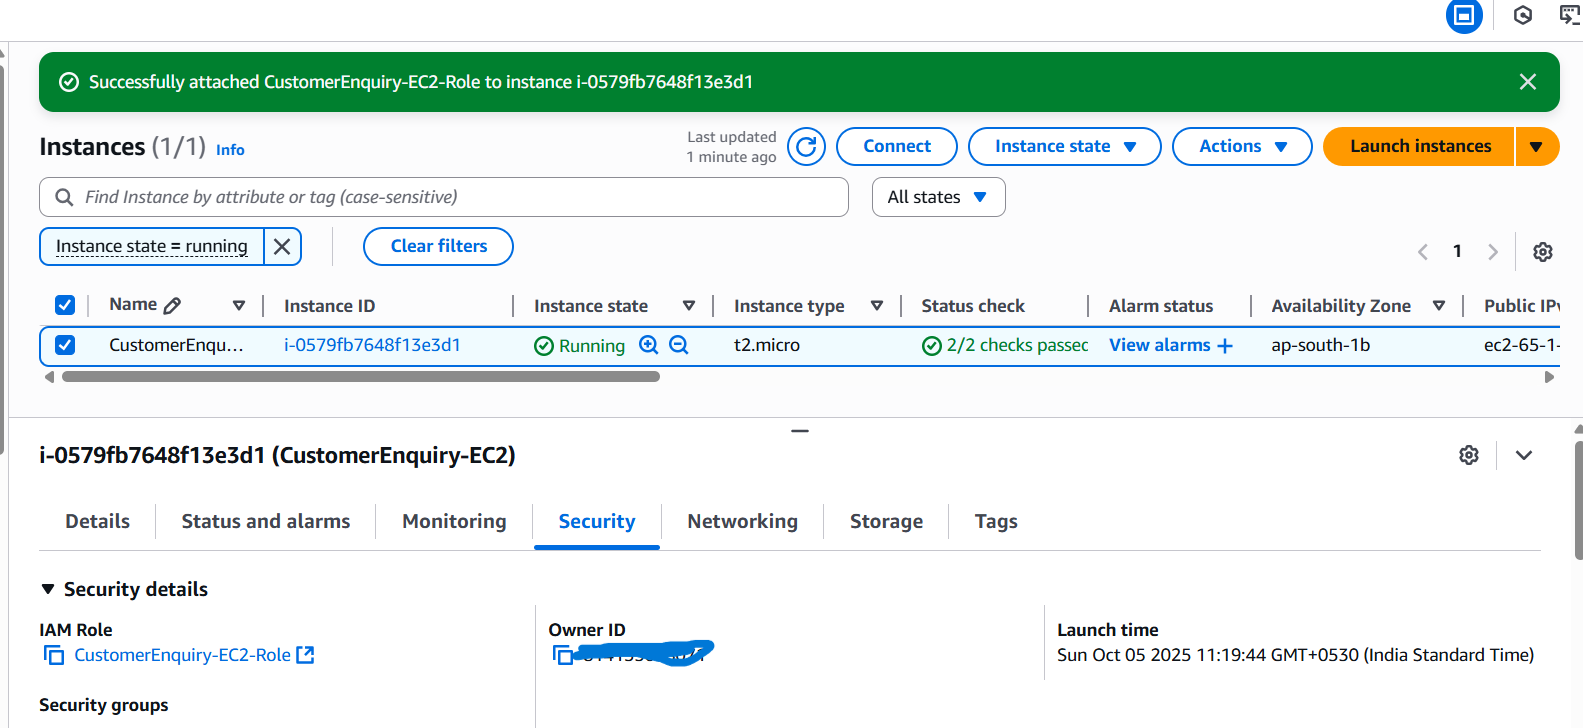 Successfully attached CustomerEnquiry-EC2-Role to instance i-0579fb7648f13e3d1
Instances (1/1) Info
Last updated
1 minute ago
Connect
Instance state
Actions
Launch instances
Find Instance by attribute or tag (case-sensitive)
All states
Instance state = running
Clear filters
1
Name Instance ID Instance state Instance type Status check Alarm status Availability Zone Public IPv
CustomerEnqu... i-0579fb7648f13e3d1 Running t2.micro 2/2 checks passed View alarms + ap-south-1b ec2-65-1-
i-0579fb7648f13e3d1 (CustomerEnquiry-EC2)
Details Status and alarms Monitoring Security Networking Storage Tags
Security details
IAM Role
CustomerEnquiry-EC2-Role
Owner ID
Launch time
Sun Oct 05 2025 11:19:44 GMT+0530 (India Standard Time)
Security groups